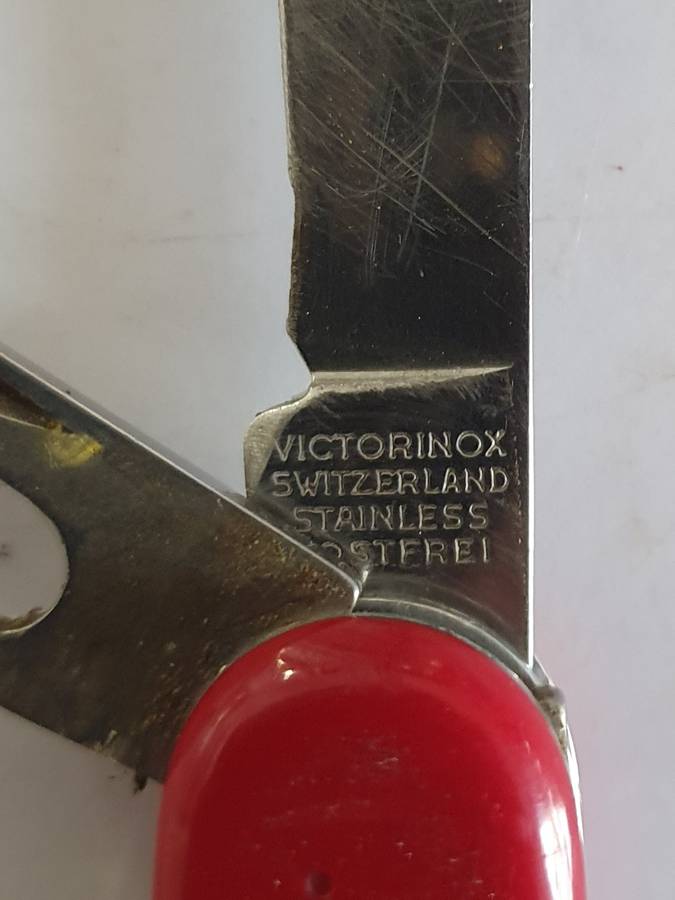 VICTORINOX
SWITZERLAND
STAINLESS
ROSTFREI